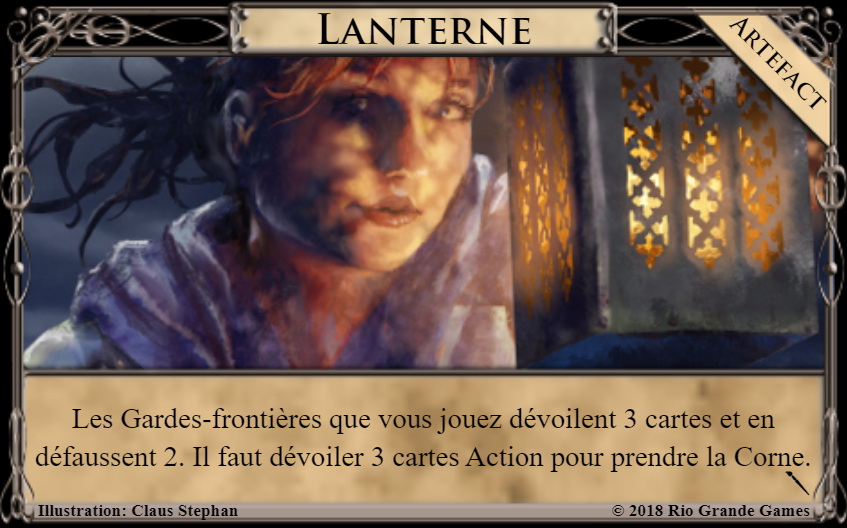 LANTERNE
ARTEFACT
Les Gardes-frontières que vous jouez dévoilent 3 cartes et en
défaussent 2. Il faut dévoiler 3 cartes Action pour prendre la Corne.
Illustration: Claus Stephan
© 2018 Rio Grande Games